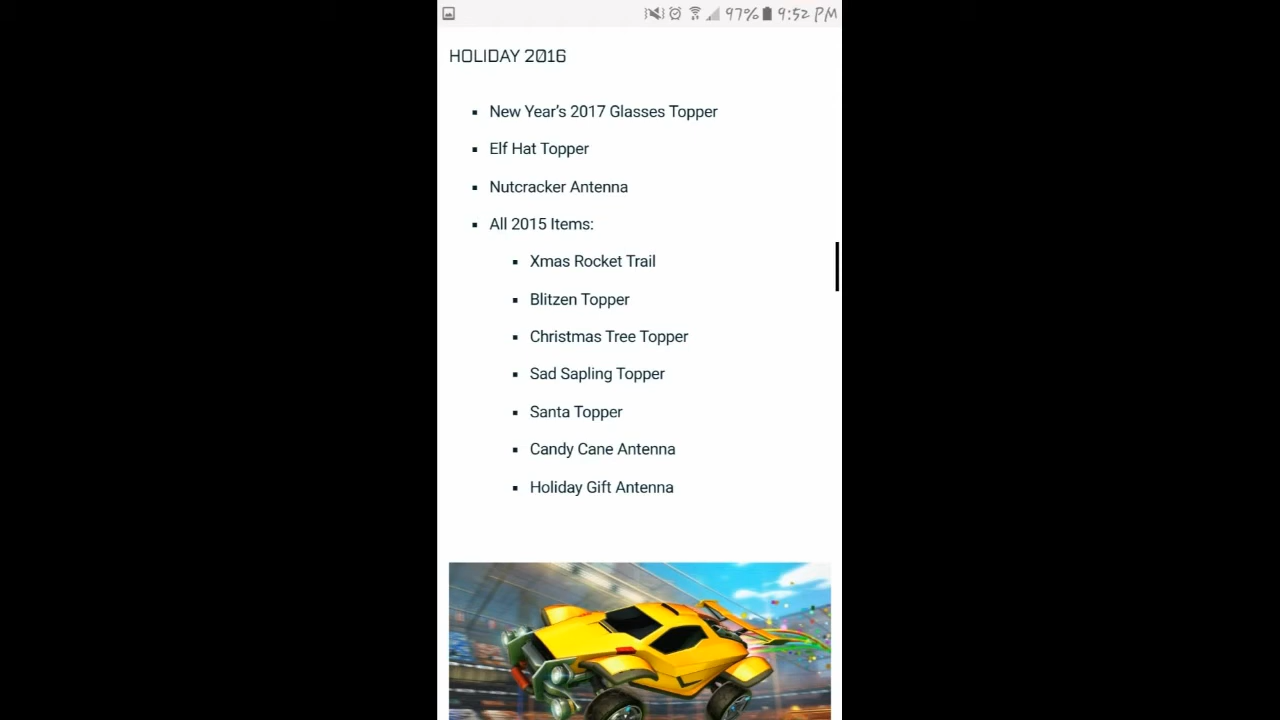 97% 9:52 PM
HOLIDAY 2016
New Year's 2017 Glasses Topper
Elf Hat Topper
Nutcracker Antenna
All 2015 Items:
Xmas Rocket Trail
Blitzen Topper
Christmas Tree Topper
Sad Sapling Topper
Santa Topper
Candy Cane Antenna
Holiday Gift Antenna